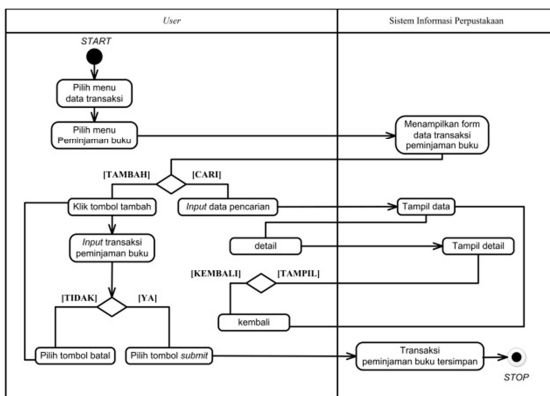 User
Sistem Informasi Perpustakaan
START
Pilih menu
data transaksi
Pilih menu
Peminjaman buku
Menampilkan form
data transaksi
peminjaman buku
[TAMBAH]
[CARI]
Klik tombol tambah
Input data pencarian
Tampil data
Input transaksi
peminjaman buku
detail
Tampil detail
[KEMBALI]
[TAMPIL]
[TIDAK]
[YA]
kembali
Pilih tombol batal
Pilih tombol submit
Transaksi
peminjaman buku tersimpan
STOP